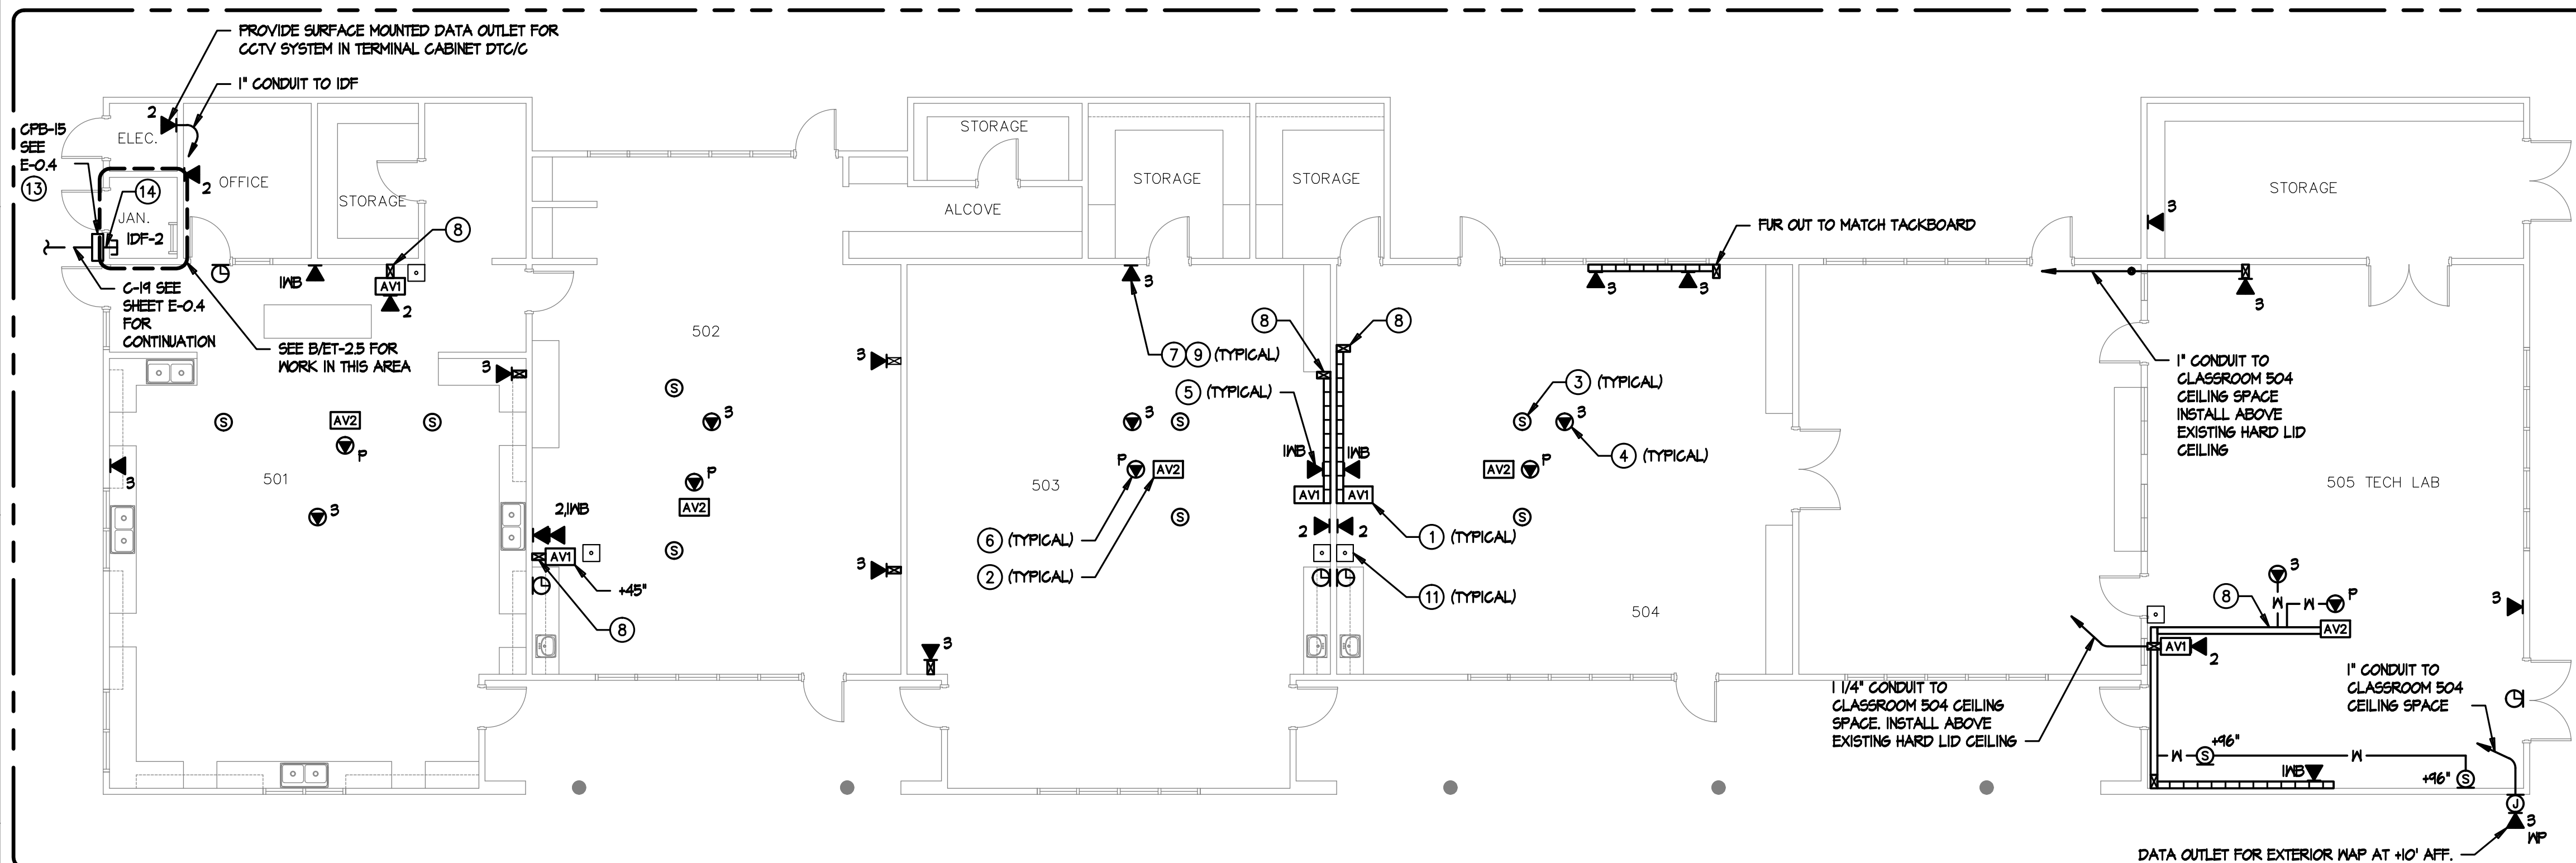 PROVIDE SURFACE MOUNTED DATA OUTLET FOR
CCTV SYSTEM IN TERMINAL CABINET DTC/C
1" CONDUIT TO IDF
2
CPB-15
SEE
E-0.4
13
ELEC.
14
2
JAN.
IDF-2
OFFICE
STORAGE
8
C-19 SEE
SHEET E-0.4
FOR
CONTINUATION
SEE B/ET-2.5 FOR
WORK IN THIS AREA
IWB
AV1
2
3
S
AV2
S
P
501
3
3
502
S
3
P
AV2
S
2,IWB
AV1
+45"
8
3
3
STORAGE
ALCOVE
STORAGE
STORAGE
3
7 9 (TYPICAL)
8
8
5 (TYPICAL)
3
S
P
AV2
503
S
IWB
IWB
AV1
AV1
6 (TYPICAL)
2 (TYPICAL)
2
2
1 (TYPICAL)
11 (TYPICAL)
3
FUR OUT TO MATCH TACKBOARD
3
3
3 (TYPICAL)
S
3
4 (TYPICAL)
AV2
P
S
504
STORAGE
3
3
1" CONDUIT TO
CLASSROOM 504
CEILING SPACE
INSTALL ABOVE
EXISTING HARD LID
CEILING
505 TECH LAB
3
8
W
W
P
AV2
3
AV1
2
1 1/4" CONDUIT TO
CLASSROOM 504 CEILING
SPACE. INSTALL ABOVE
EXISTING HARD LID CEILING
1" CONDUIT TO
CLASSROOM 504
CEILING SPACE
W
S
+96"
W
IWB
+96"
S
J
3
WP
DATA OUTLET FOR EXTERIOR WAP AT +10' AFF.